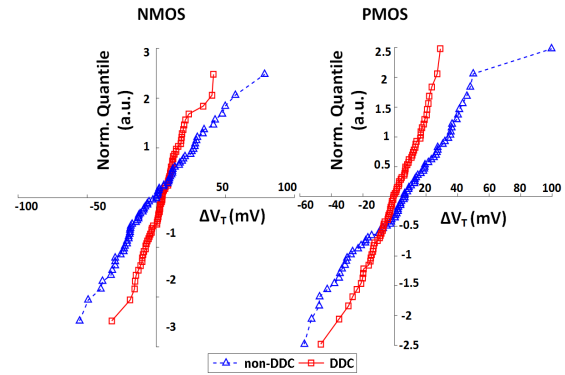 NMOS
PMOS
Norm. Quantile
(a.u.)
3
2
1
-1
-2
-3
-100
-50
50
100
ΔVT (mV)
Norm. Quantile
(a.u.)
2.5
2
1.5
1
0.5
-0.5
-1
-1.5
-2
-2.5
-60
-40
-20
20
40
60
80
100
ΔVT (mV)
non-DDC
DDC